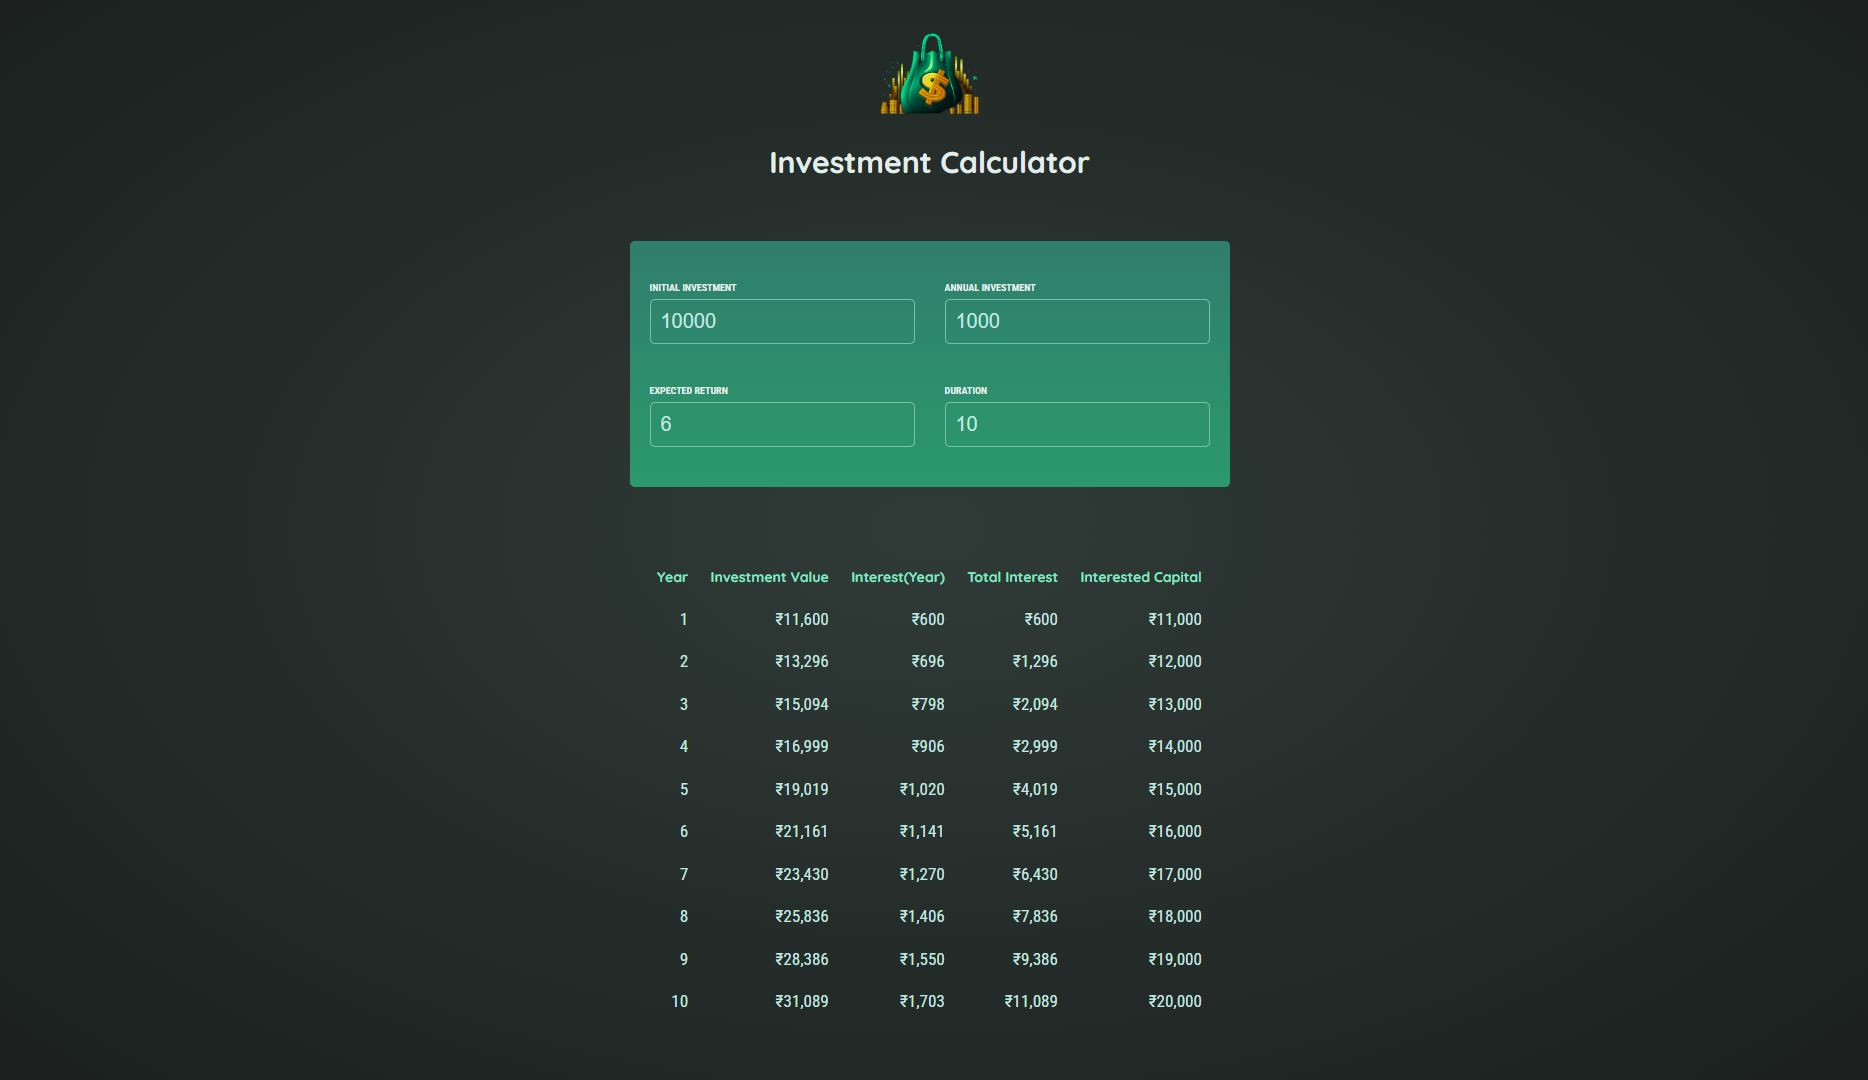 $
Investment Calculator
INITIAL INVESTMENT ANNUAL INVESTMENT
10000 1000
EXPECTED RETURN DURATION
6 10
Year Investment Value Interest(Year) Total Interest Interested Capital
1 ₹11,600 ₹600 ₹600 ₹11,000
2 ₹13,296 ₹696 ₹1,296 ₹12,000
3 ₹15,094 ₹798 ₹2,094 ₹13,000
4 ₹16,999 ₹906 ₹2,999 ₹14,000
5 ₹19,019 ₹1,020 ₹4,019 ₹15,000
6 ₹21,161 ₹1,141 ₹5,161 ₹16,000
7 ₹23,430 ₹1,270 ₹6,430 ₹17,000
8 ₹25,836 ₹1,406 ₹7,836 ₹18,000
9 ₹28,386 ₹1,550 ₹9,386 ₹19,000
10 ₹31,089 ₹1,703 ₹11,089 ₹20,000